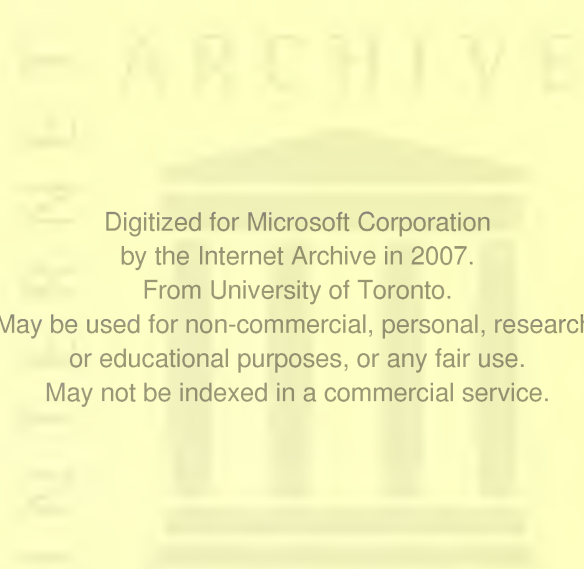 ARCHIVE
INTERNET
Digitized for Microsoft Corporation
by the Internet Archive in 2007.
From University of Toronto.
May be used for non-commercial, personal, research
or educational purposes, or any fair use.
May not be indexed in a commercial service.